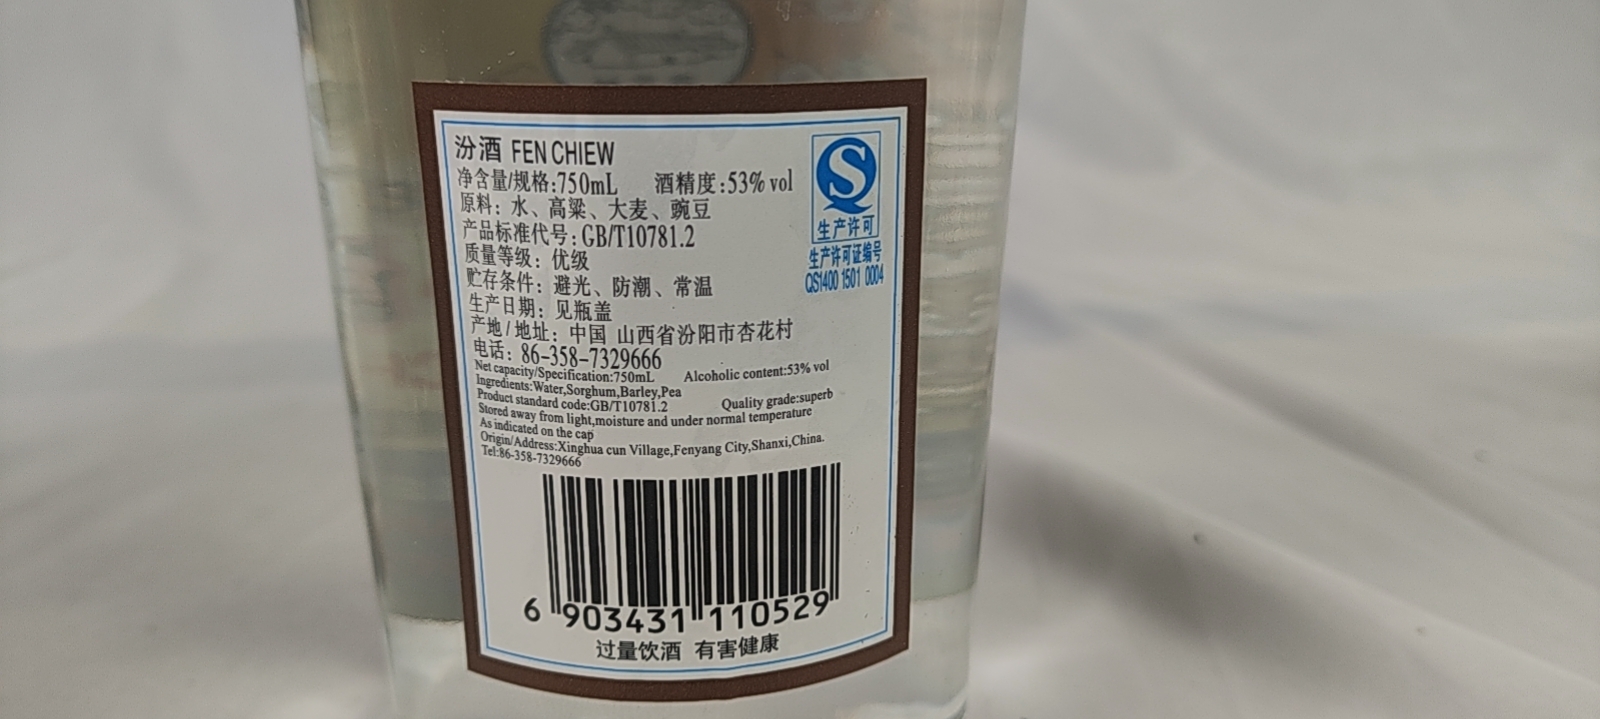 汾酒 FEN CHIEW
净含量/规格:750mL 酒精度:53% vol
原料: 水、高粱、大麦、豌豆
产品标准代号:GB/T10781.2
质量等级: 优级
贮存条件: 避光、防潮、常温
生产日期: 见瓶盖
产地/地址: 中国 山西省汾阳市杏花村
电话: 86-358-7329666
Net capacity/Specification:750mL Alcoholic content:53% vol
Ingredients:Water,Sorghum,Barley,Pea
Product standard code:GB/T10781.2 Quality grade:superb
Stored away from light,moisture and under normal temperature
As indicated on the cap
Origin/Address:Xinghua cun Village,Fenyang City,Shanxi,China.
Tel:86-358-7329666
S
生产许可
生产许可证编号
QS1400 1501 0004
6 903431 110529
过量饮酒 有害健康